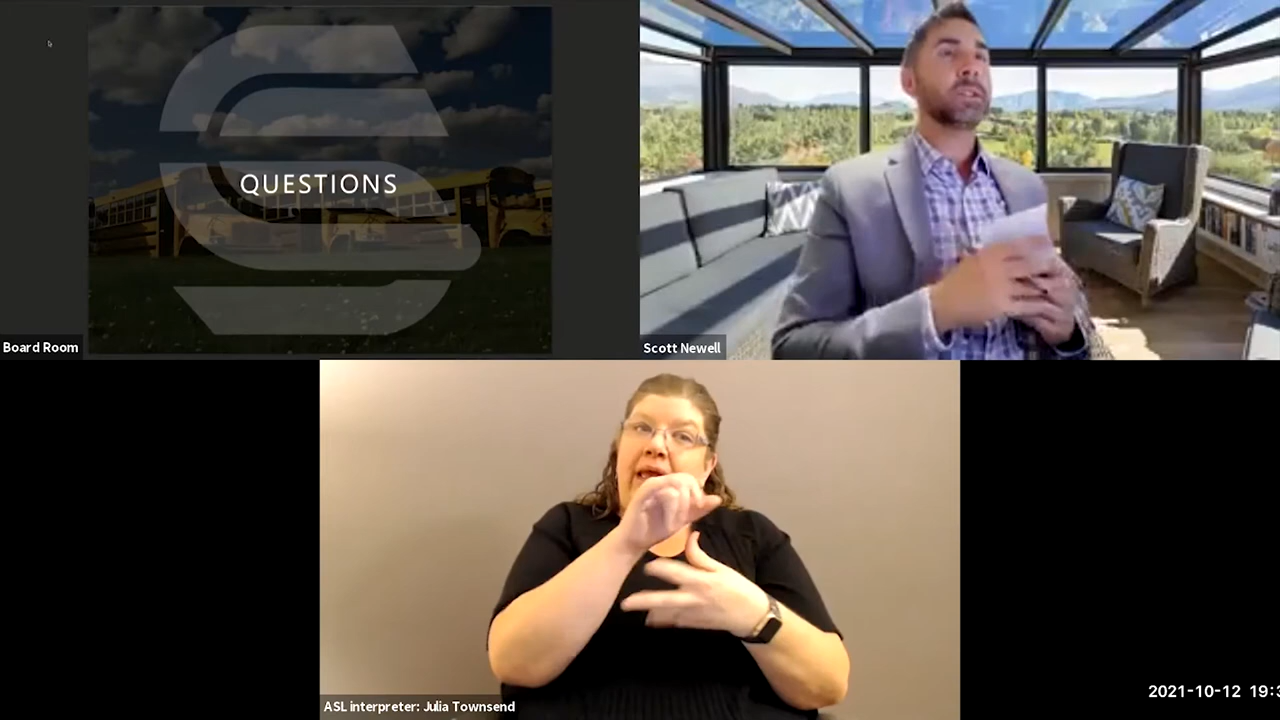 QUESTIONS
Board Room
Scott Newell
ASL interpreter: Julia Townsend
2021-10-12 19:3